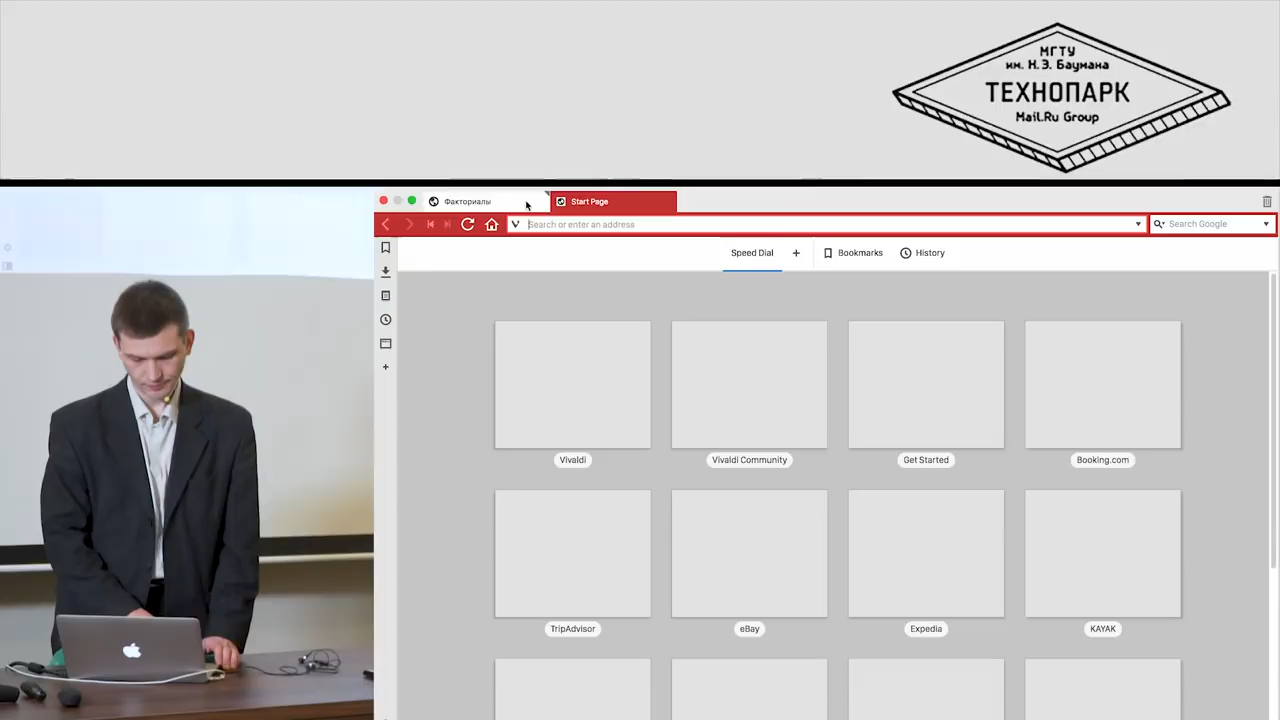 МГТУ
им. Н.Э. Баумана
ТЕХНОПАРК
Mail.Ru Group
Факториалы
Start Page
Search or enter an address
Search Google
Speed Dial
Bookmarks
History
Vivaldi
Vivaldi Community
Get Started
Booking.com
TripAdvisor
eBay
Expedia
KAYAK